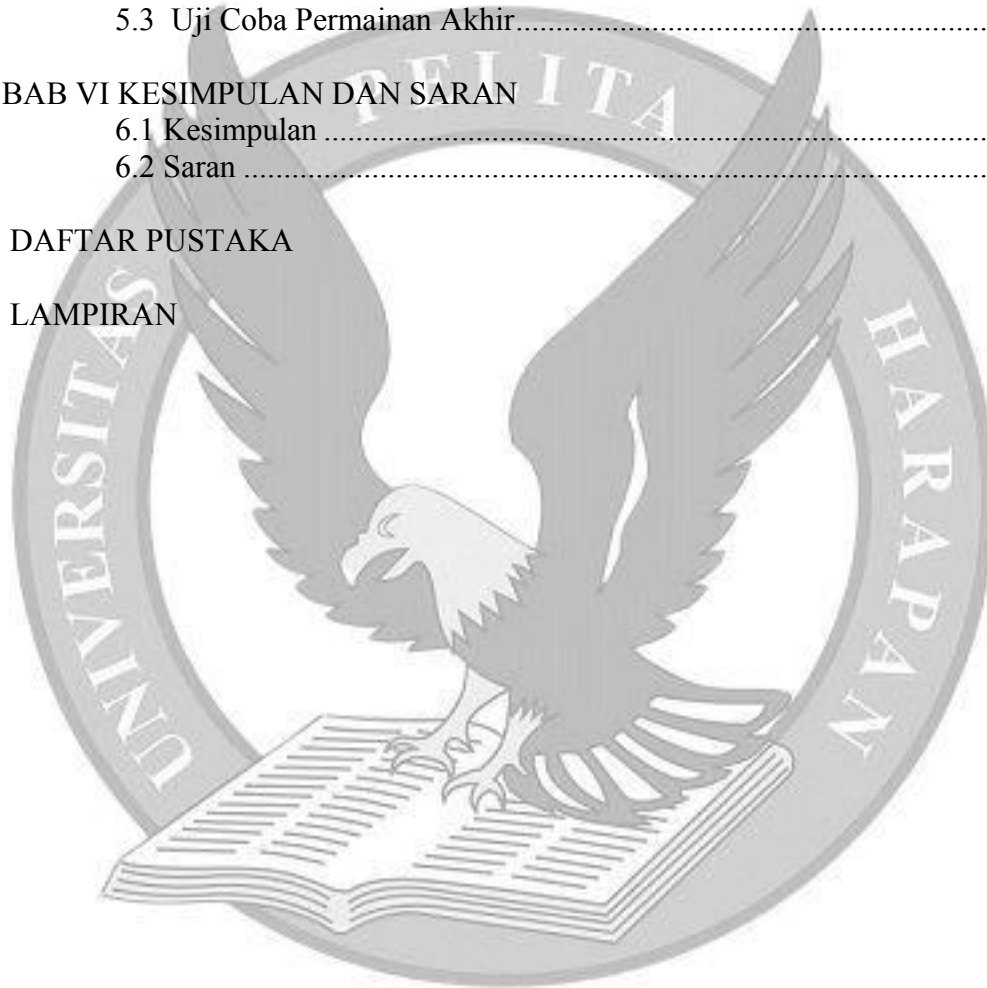 5.3 Uji Coba Permainan Akhir..........................................................................
BAB VI KESIMPULAN DAN SARAN
6.1 Kesimpulan ...................................................................................................
6.2 Saran ..............................................................................................................
DAFTAR PUSTAKA
LAMPIRAN
UNIVERSITAS PELITA HARAPAN